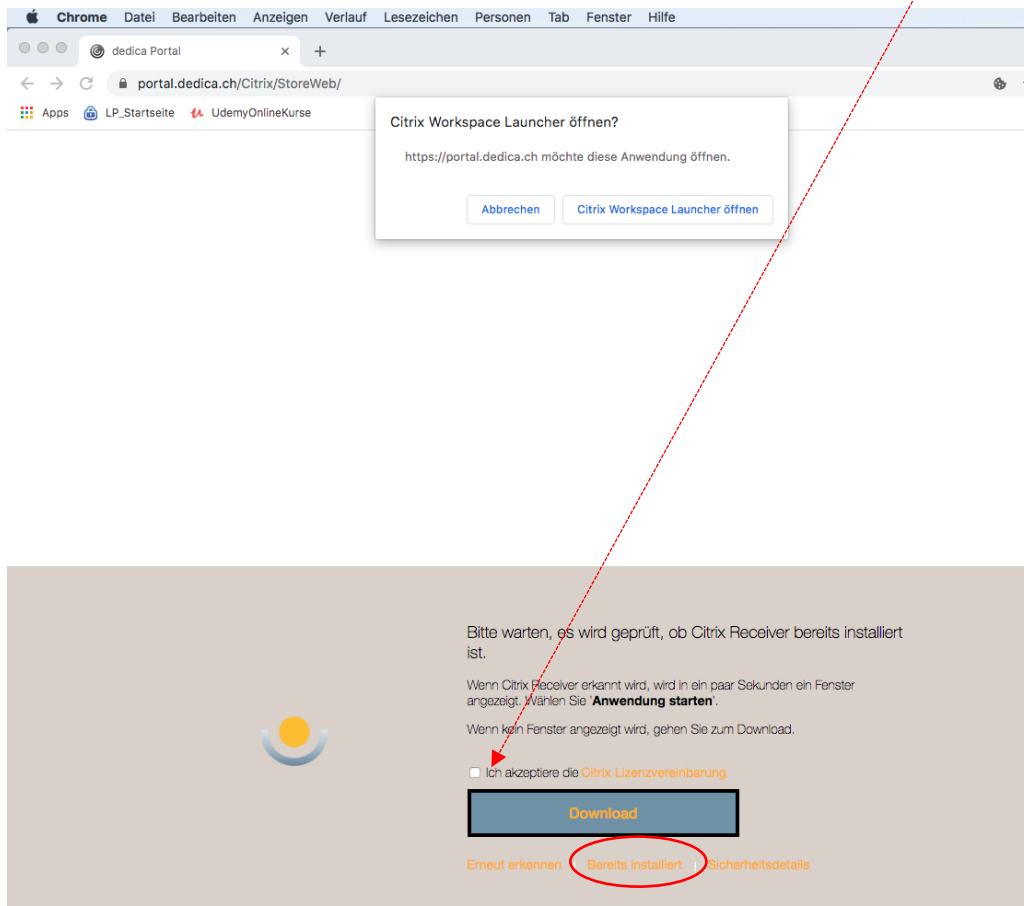 Chrome Datei Bearbeiten Anzeigen Verlauf Lesezeichen Personen Tab Fenster Hilfe
dedica Portal
portal.dedica.ch/Citrix/StoreWeb/
Apps LP_Startseite UdemyOnlineKurse
Citrix Workspace Launcher öffnen?
https://portal.dedica.ch möchte diese Anwendung öffnen.
Abbrechen Citrix Workspace Launcher öffnen
Bitte warten, es wird geprüft, ob Citrix Receiver bereits installiert
ist.
Wenn Citrix Receiver erkannt wird, wird in ein paar Sekunden ein Fenster
angezeigt. Wählen Sie 'Anwendung starten'.
Wenn kein Fenster angezeigt wird, gehen Sie zum Download.
Ich akzeptiere die Citrix Lizenzvereinbarung
Download
Erneut erkennen | Bereits installiert | Sicherheitsdetails